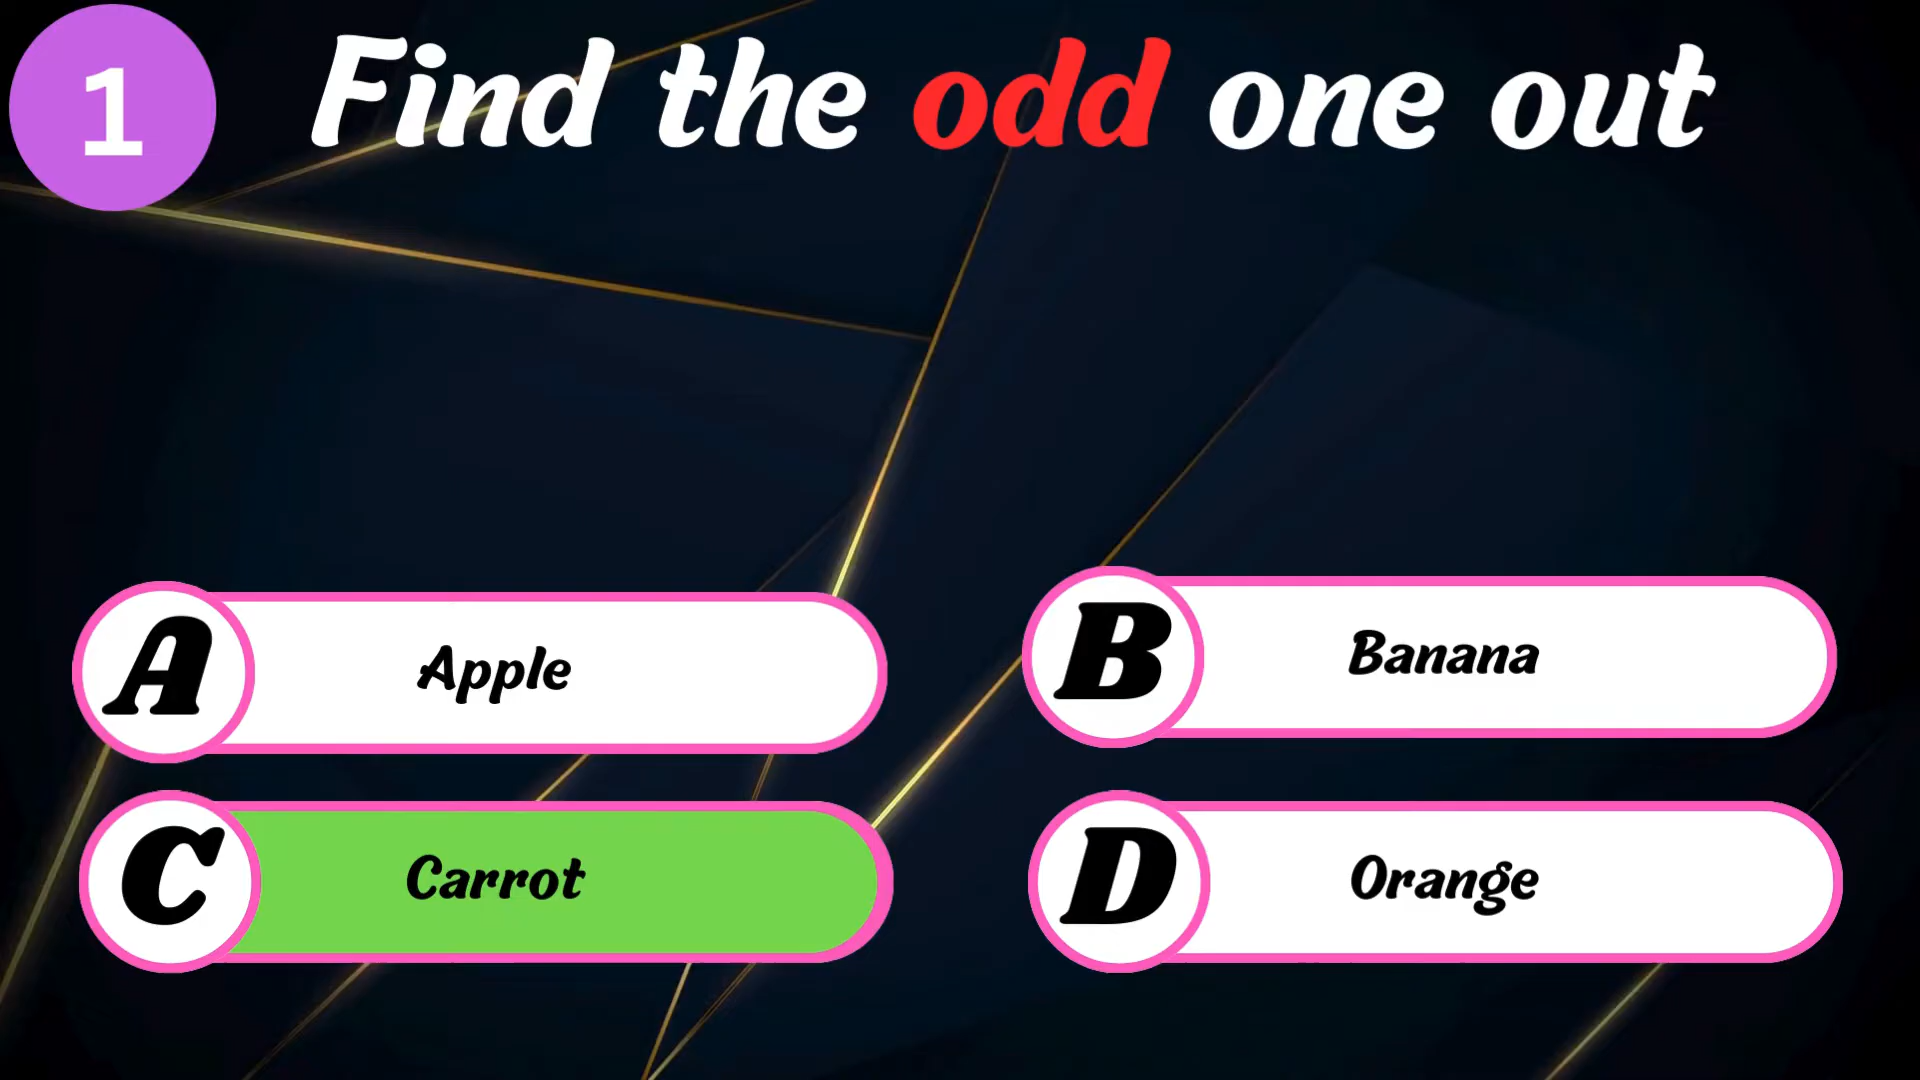 1
Find the odd one out
A Apple
B Banana
C Carrot
D Orange